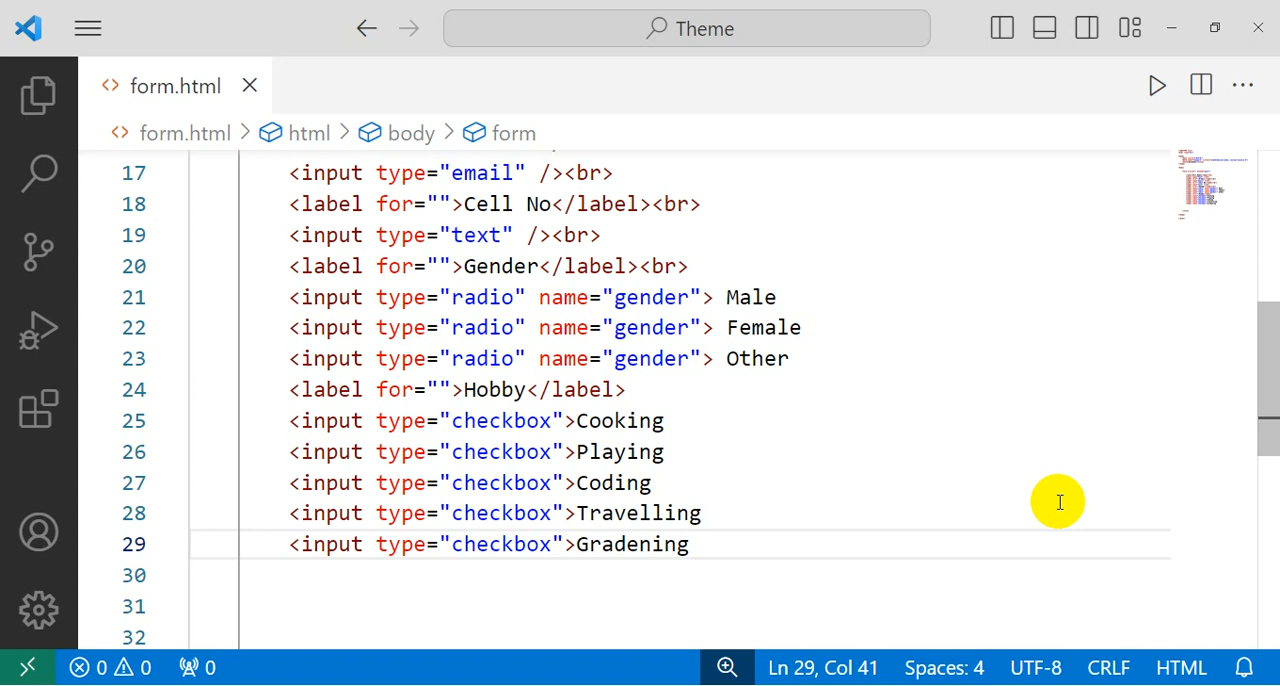 Theme
form.html
form.html > html > body > form
17 <input type="email" /><br>
18 <label for="">Cell No</label><br>
19 <input type="text" /><br>
20 <label for="">Gender</label><br>
21 <input type="radio" name="gender"> Male
22 <input type="radio" name="gender"> Female
23 <input type="radio" name="gender"> Other
24 <label for="">Hobby</label>
25 <input type="checkbox">Cooking
26 <input type="checkbox">Playing
27 <input type="checkbox">Coding
28 <input type="checkbox">Travelling
29 <input type="checkbox">Gradening
30
31
32
0 0 0 Ln 29, Col 41 Spaces: 4 UTF-8 CRLF HTML